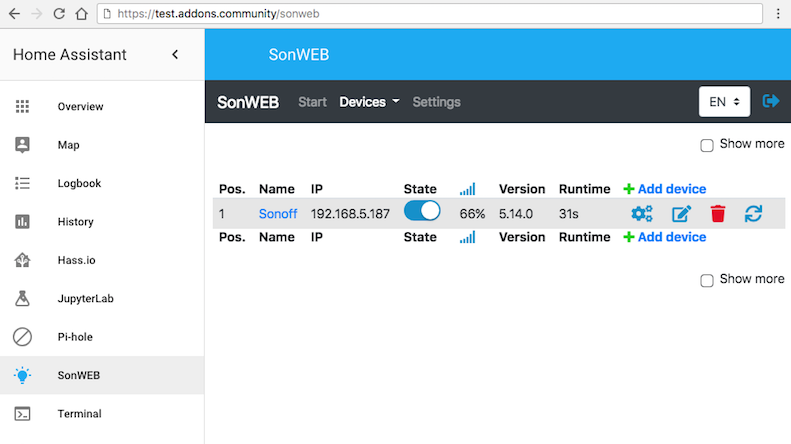 https://test.addons.community/sonweb
Home Assistant
SonWEB
Overview
Map
Logbook
History
Hass.io
JupyterLab
Pi-hole
SonWEB
Terminal
SonWEB Start Devices Settings EN
Show more
Pos. Name IP State Version Runtime Add device
1 Sonoff 192.168.5.187 66% 5.14.0 31s
Pos. Name IP State Version Runtime Add device
Show more